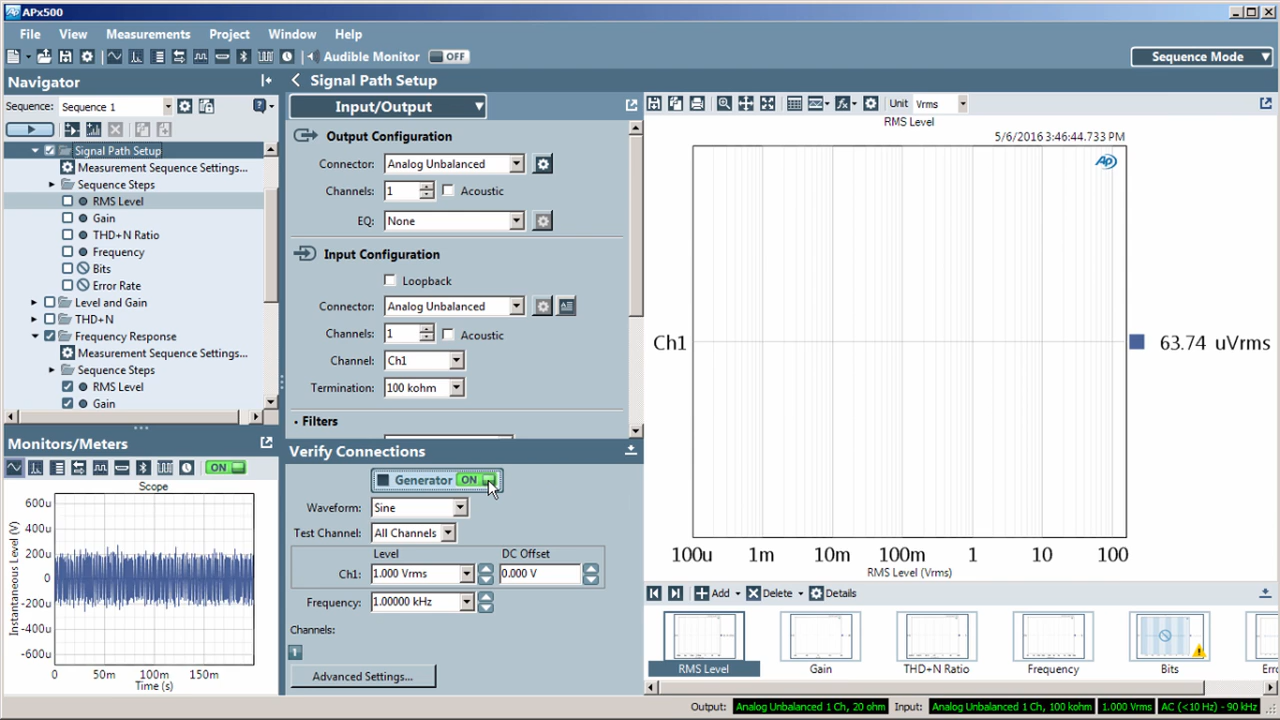 APx500
File View Measurements Project Window Help
Audible Monitor OFF
Sequence Mode
Navigator
Sequence: Sequence 1
Signal Path Setup
Measurement Sequence Settings...
Sequence Steps
RMS Level
Gain
THD+N Ratio
Frequency
Bits
Error Rate
Level and Gain
THD+N
Frequency Response
Measurement Sequence Settings...
Sequence Steps
RMS Level
Gain
Monitors/Meters
ON
Scope
Instantaneous Level (V)
600u
400u
200u
0
-200u
-400u
-600u
0 50m 100m 150m
Time (s)
Signal Path Setup
Input/Output
Output Configuration
Connector: Analog Unbalanced
Channels: 1 Acoustic
EQ: None
Input Configuration
Loopback
Connector: Analog Unbalanced
Channels: 1 Acoustic
Channel: Ch1
Termination: 100 kohm
Filters
Verify Connections
Generator ON
Waveform: Sine
Test Channel: All Channels
Level DC Offset
Ch1: 1.000 Vrms 0.000 V
Frequency: 1.00000 kHz
Channels:
1
Advanced Settings...
Unit Vrms
RMS Level
5/6/2016 3:46:44.733 PM
AP
Ch1
63.74 uVrms
100u 1m 10m 100m 1 10 100
RMS Level (Vrms)
Add Delete Details
RMS Level Gain THD+N Ratio Frequency Bits Err
Output: Analog Unbalanced 1 Ch, 20 ohm Input: Analog Unbalanced 1 Ch, 100 kohm 1.000 Vrms AC (<10 Hz) - 90 kHz